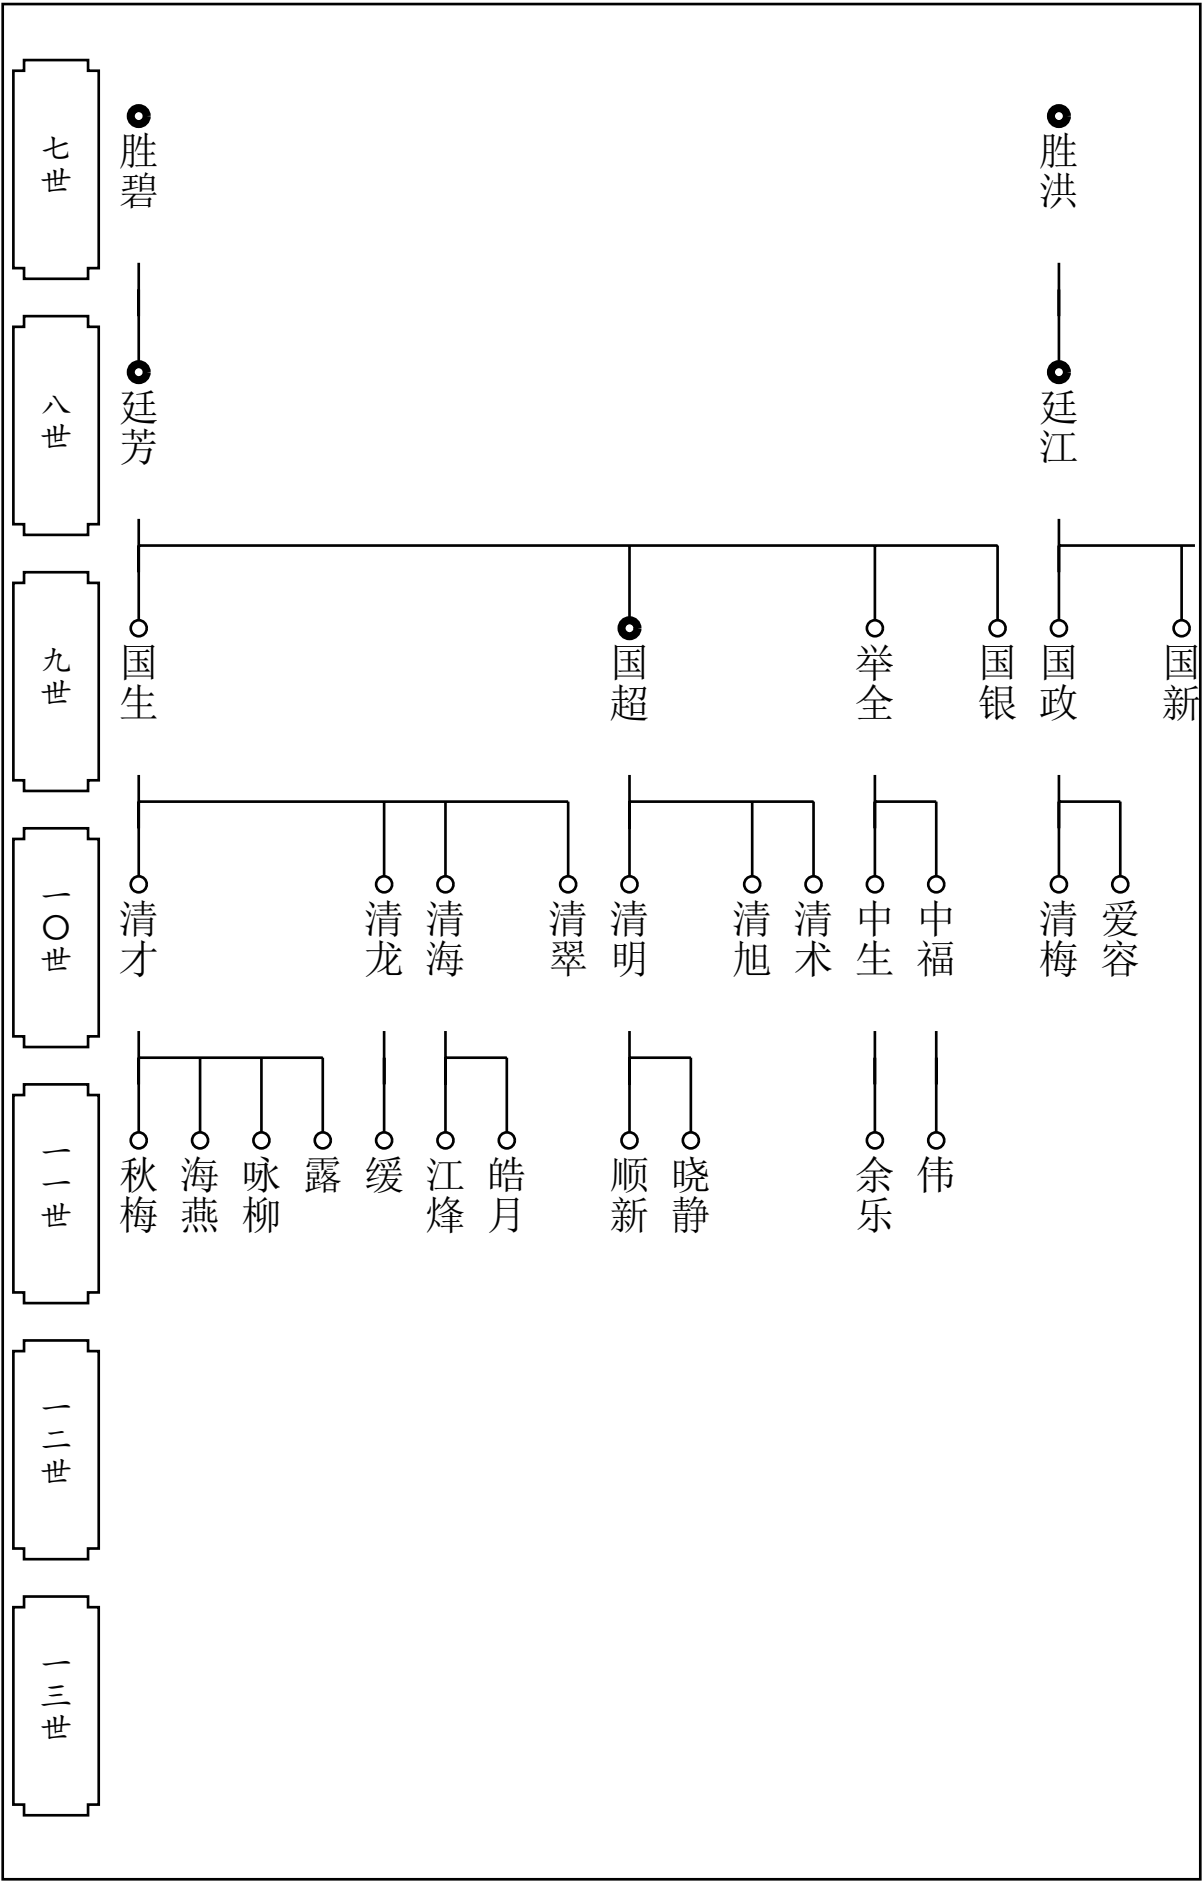 七世
胜碧
胜洪
八世
廷芳
廷江
九世
国生
国超
举全
国银
国政
国新
一〇世
清才
清龙
清海
清翠
清明
清旭
清术
中生
中福
清梅
爱容
一一世
秋梅
海燕
咏柳
露
缓
江烽
皓月
顺新
晓静
余乐
伟
一二世
一三世